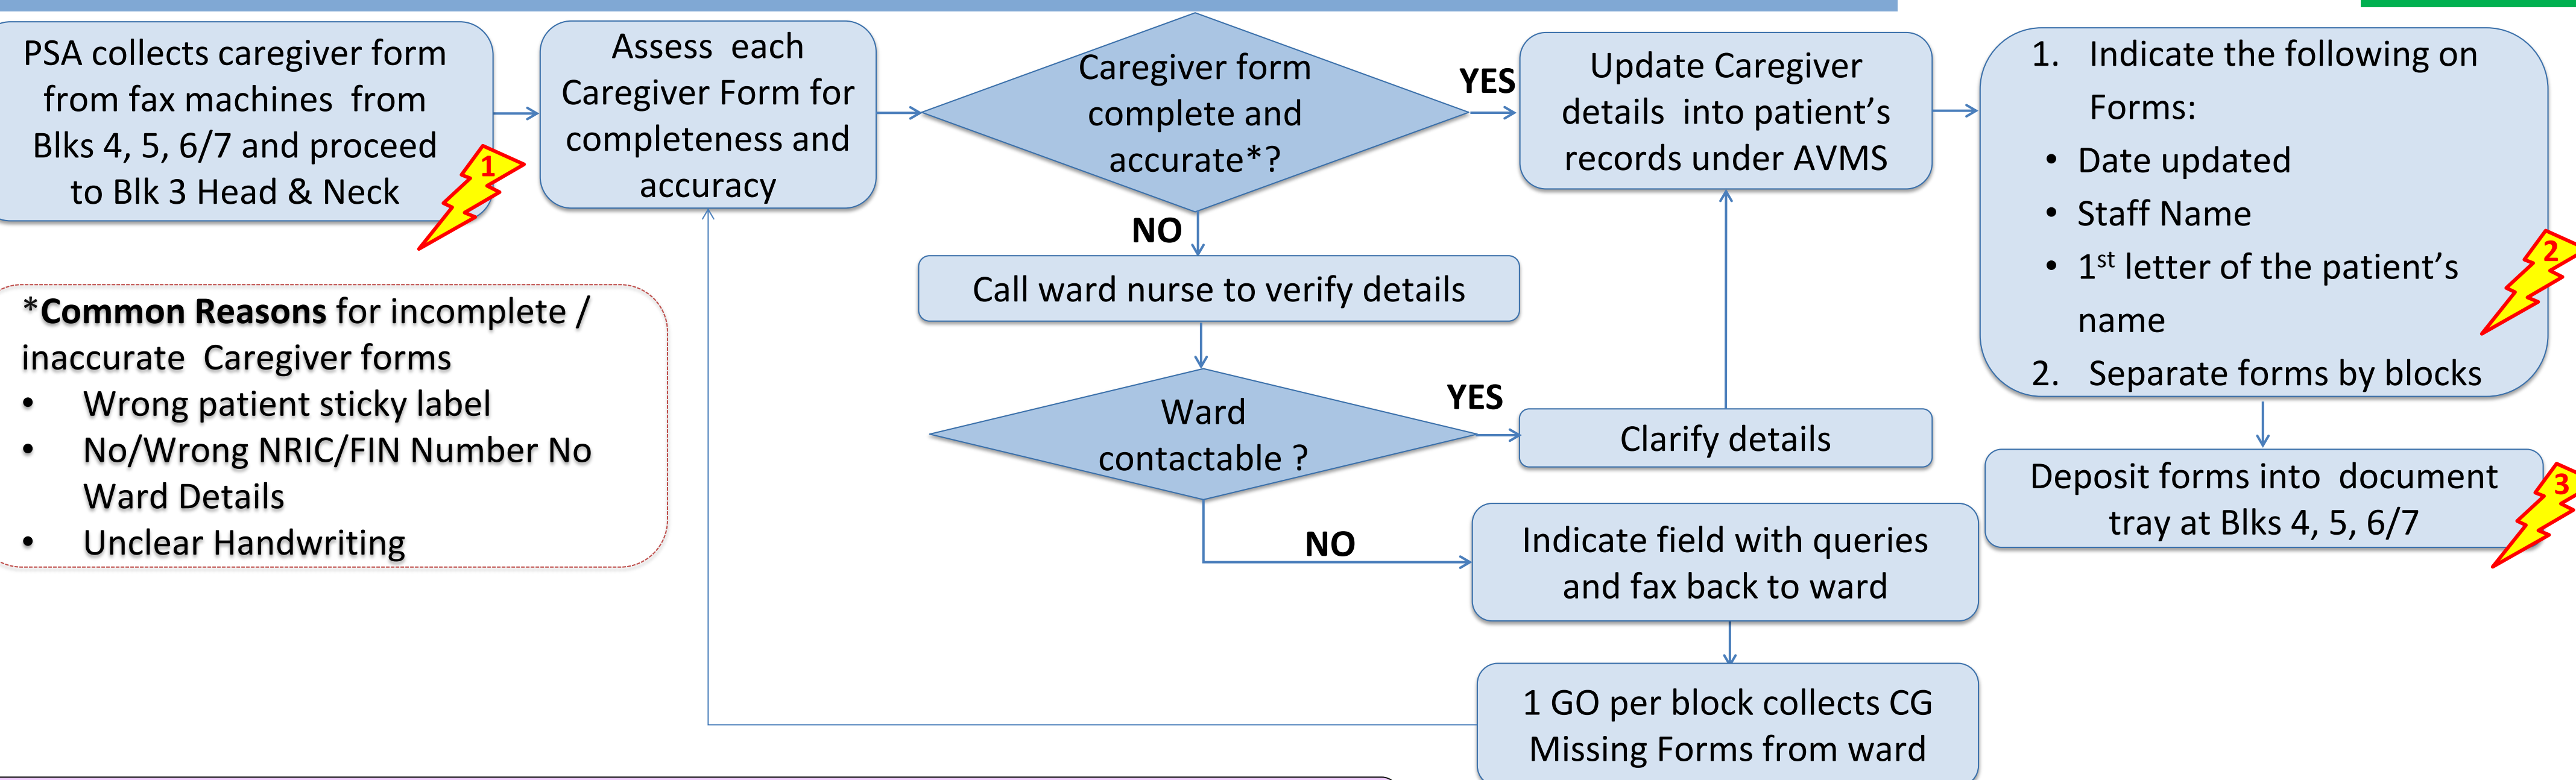 PSA collects caregiver form
from fax machines from
Blks 4, 5, 6/7 and proceed
to Blk 3 Head & Neck
1
Assess each
Caregiver Form for
completeness and
accuracy
Caregiver form
complete and
accurate*?
YES
Update Caregiver
details into patient’s
records under AVMS
1. Indicate the following on
Forms:
• Date updated
• Staff Name
• 1st letter of the patient’s
name
2. Separate forms by blocks
2
NO
Call ward nurse to verify details
*Common Reasons for incomplete /
inaccurate Caregiver forms
• Wrong patient sticky label
• No/Wrong NRIC/FIN Number No
Ward Details
• Unclear Handwriting
Ward
contactable ?
YES
Clarify details
Deposit forms into document
tray at Blks 4, 5, 6/7
3
NO
Indicate field with queries
and fax back to ward
1 GO per block collects CG
Missing Forms from ward